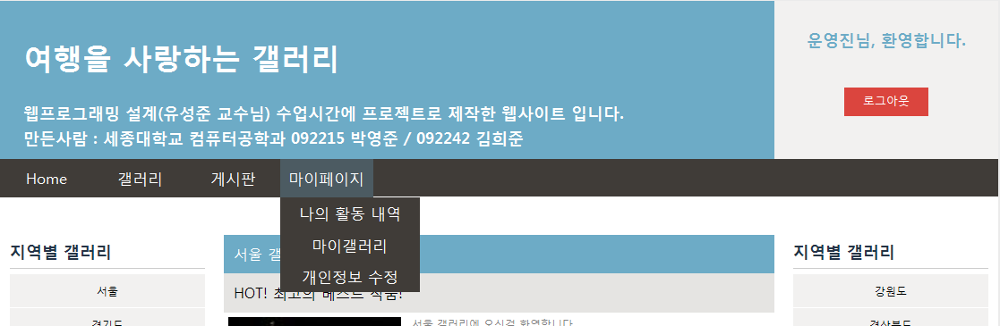 여행을 사랑하는 갤러리
웹프로그래밍 설계(유성준 교수님) 수업시간에 프로젝트로 제작한 웹사이트 입니다.
만든사람 : 세종대학교 컴퓨터공학과 092215 박영준 / 092242 김희준
운영진님, 환영합니다.
로그아웃
Home 갤러리 게시판 마이페이지
나의 활동 내역
마이갤러리
개인정보 수정
지역별 갤러리
서울
경기도
서울
HOT! 최고의 베스트 작품!
서울 갤러리에 오신걸 환영합니다
지역별 갤러리
강원도
경상북도